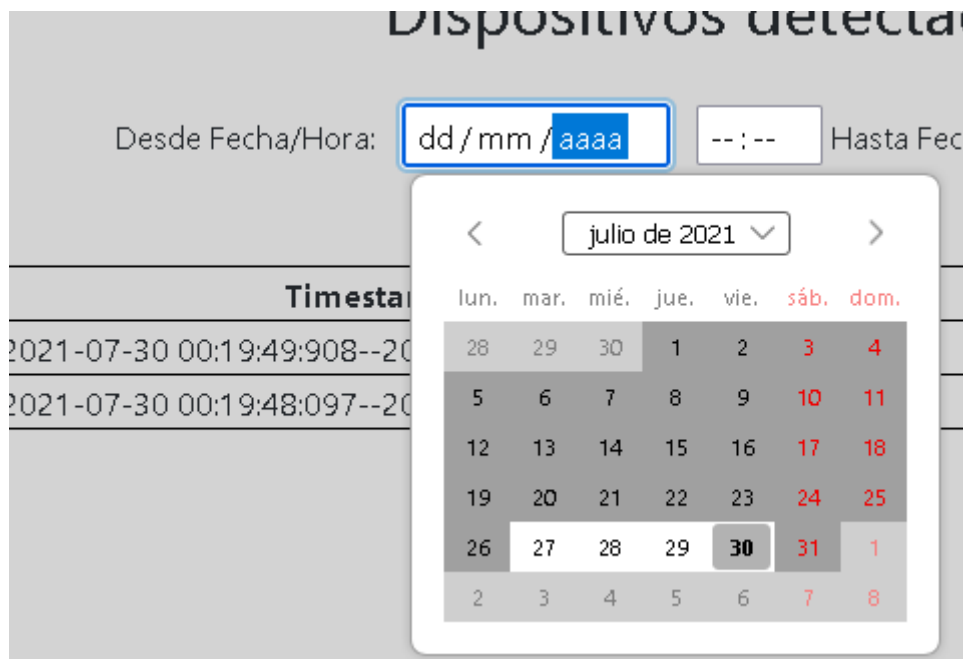 Dispositivos detecta
Desde Fecha/Hora: dd / mm / aaaa --:-- Hasta Fec
julio de 2021
Timesta
lun. mar. mié. jue. vie. sáb. dom.
28 29 30 1 2 3 4
2021-07-30 00:19:49:908--20
5 6 7 8 9 10 11
2021-07-30 00:19:48:097--20
12 13 14 15 16 17 18
19 20 21 22 23 24 25
26 27 28 29 30 31 1
2 3 4 5 6 7 8